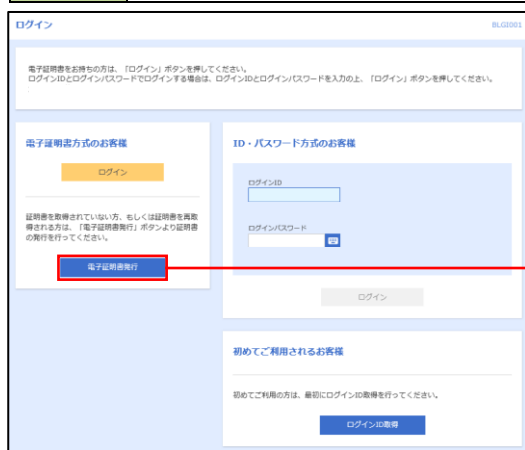 ログイン
BLGI001
電子証明書をお持ちの方は、「ログイン」ボタンを押してください。
ログインIDとログインパスワードでログインする場合は、ログインIDとログインパスワードを入力の上、「ログイン」ボタンを押してください。
電子証明書方式のお客様
ログイン
証明書を取得されていない方、もしくは証明書を再取
得される方は、「電子証明書発行」ボタンより証明書
の発行を行ってください。
電子証明書発行
ID・パスワード方式のお客様
ログインID
ログインパスワード
ログイン
初めてご利用されるお客様
初めてご利用の方は、最初にログインID取得を行ってください。
ログインID取得